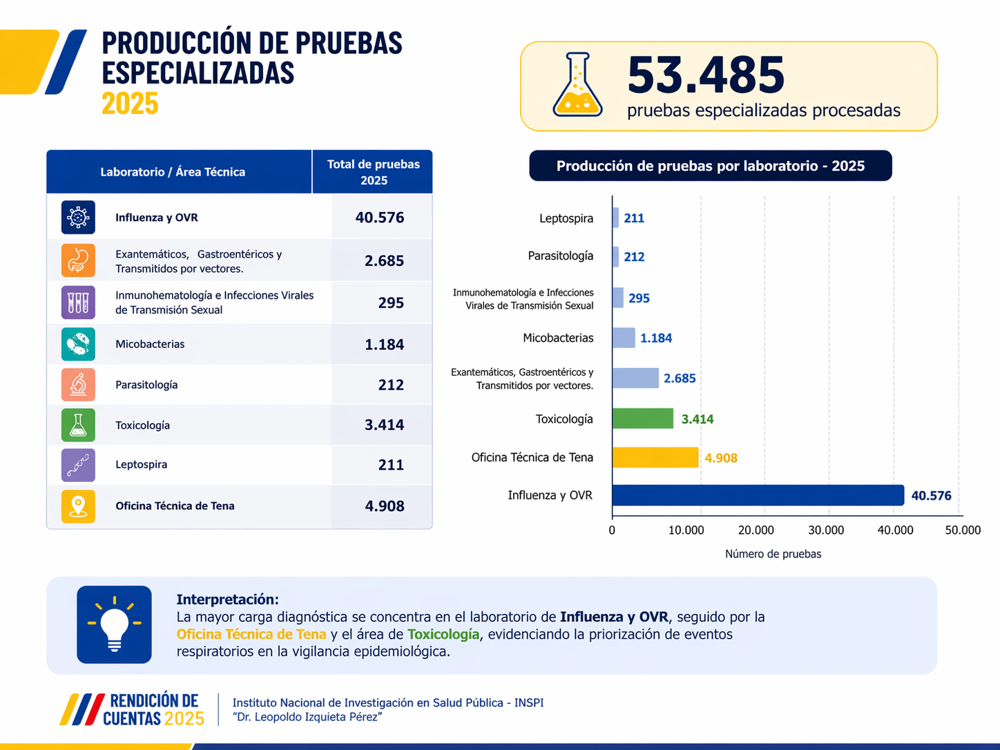 PRODUCCIÓN DE PRUEBAS
ESPECIALIZADAS
2025
53.485
pruebas especializadas procesadas
Laboratorio / Área Técnica
Total de pruebas
2025
Influenza y OVR
40.576
Exantemáticos, Gastroentéricos y
Transmitidos por vectores.
2.685
Inmunohematología e Infecciones Virales
de Transmisión Sexual
295
Micobacterias
1.184
Parasitología
212
Toxicología
3.414
Leptospira
211
Oficina Técnica de Tena
4.908
Producción de pruebas por laboratorio - 2025
Leptospira
211
Parasitología
212
Inmunohematología e Infecciones
Virales de Transmisión Sexual
295
Micobacterias
1.184
Exantemáticos, Gastroentéricos y
Transmitidos por vectores.
2.685
Toxicología
3.414
Oficina Técnica de Tena
4.908
Influenza y OVR
40.576
0 10.000 20.000 30.000 40.000 50.000
Número de pruebas
Interpretación:
La mayor carga diagnóstica se concentra en el laboratorio de Influenza y OVR, seguido por la
Oficina Técnica de Tena y el área de Toxicología, evidenciando la priorización de eventos
respiratorios en la vigilancia epidemiológica.
RENDICIÓN DE
CUENTAS 2025
Instituto Nacional de Investigación en Salud Pública - INSPI
“Dr. Leopoldo Izquieta Pérez”